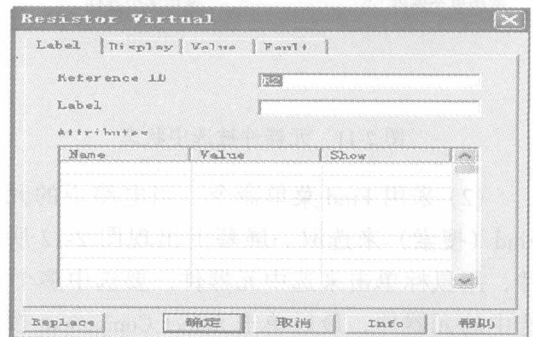 Resistor Virtual
Label Display Value Fault
Reference ID R2
Label
Attributes
Name Value Show
Replace 确定 取消 Info 帮助